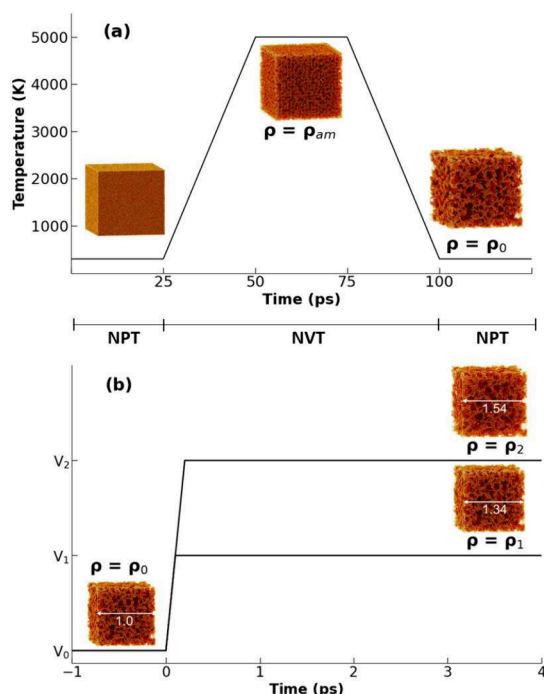 (a)
5000
4000
3000
2000
1000
Temperature (K)
ρ = ρam
ρ = ρ0
25
50
75
100
Time (ps)
NPT
NVT
NPT
(b)
V2
V1
V0
1.54
ρ = ρ2
1.34
ρ = ρ1
ρ = ρ0
1.0
−1
0
1
2
3
4
Time (ps)